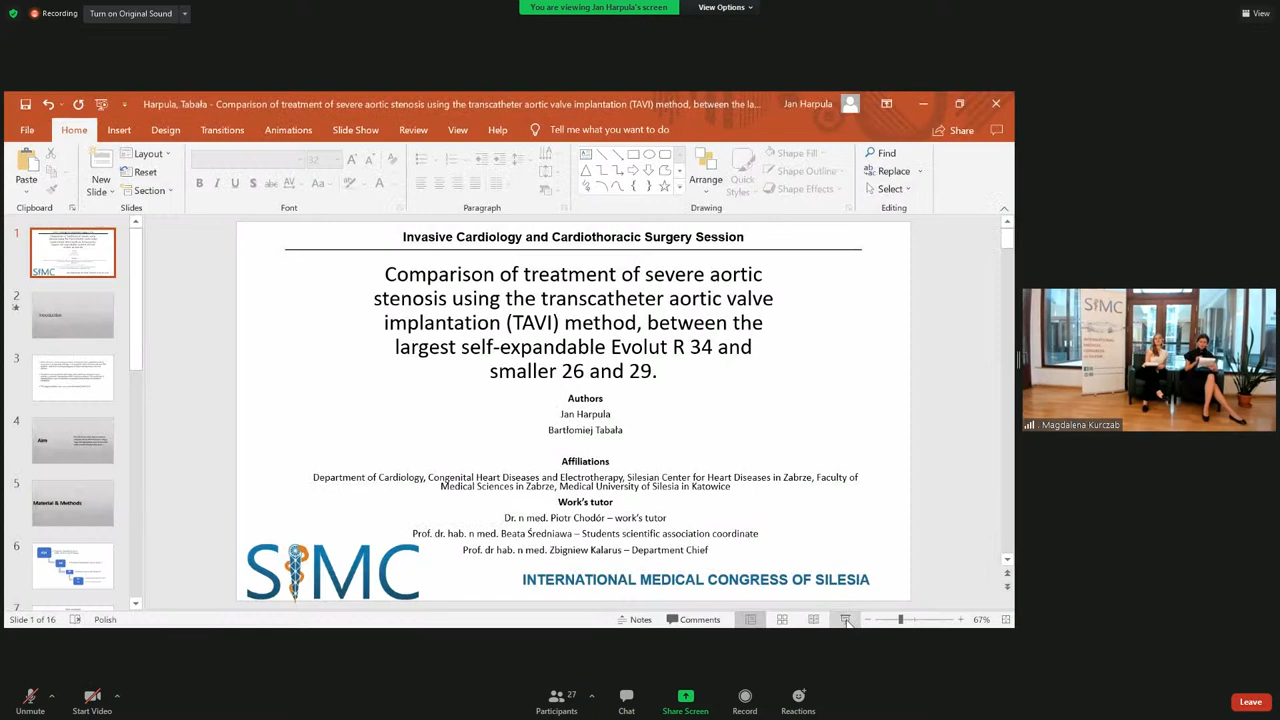 Recording
Turn on Original Sound
You are viewing Jan Harpula's screen
View Options
View
Harpula, Tabała - Comparison of treatment of severe aortic stenosis using the transcatheter aortic valve implantation (TAVI) method, between the la...
Jan Harpula
File Home Insert Design Transitions Animations Slide Show Review View Help Tell me what you want to do
Share
Paste
New Slide
Layout
Reset
Section
32
Arrange
Quick Styles
Shape Fill
Shape Outline
Shape Effects
Find
Replace
Select
Clipboard Slides Font Paragraph Drawing Editing
1
2
3
4
Aim
5
Material & Methods
6
7
Invasive Cardiology and Cardiothoracic Surgery Session
Comparison of treatment of severe aortic
stenosis using the transcatheter aortic valve
implantation (TAVI) method, between the
largest self-expandable Evolut R 34 and
smaller 26 and 29.
Authors
Jan Harpula
Bartłomiej Tabała
Affiliations
Department of Cardiology, Congenital Heart Diseases and Electrotherapy, Silesian Center for Heart Diseases in Zabrze, Faculty of
Medical Sciences in Zabrze, Medical University of Silesia in Katowice
Work's tutor
Dr. n med. Piotr Chodór – work's tutor
Prof. dr. hab. n med. Beata Średniawa – Students scientific association coordinate
Prof. dr hab. n med. Zbigniew Kalarus – Department Chief
SIMC
INTERNATIONAL MEDICAL CONGRESS OF SILESIA
SIMC
Magdalena Kurczab
Slide 1 of 16
Polish
Notes
Comments
67%
Unmute
Start Video
27
Participants
Chat
Share Screen
Record
Reactions
Leave